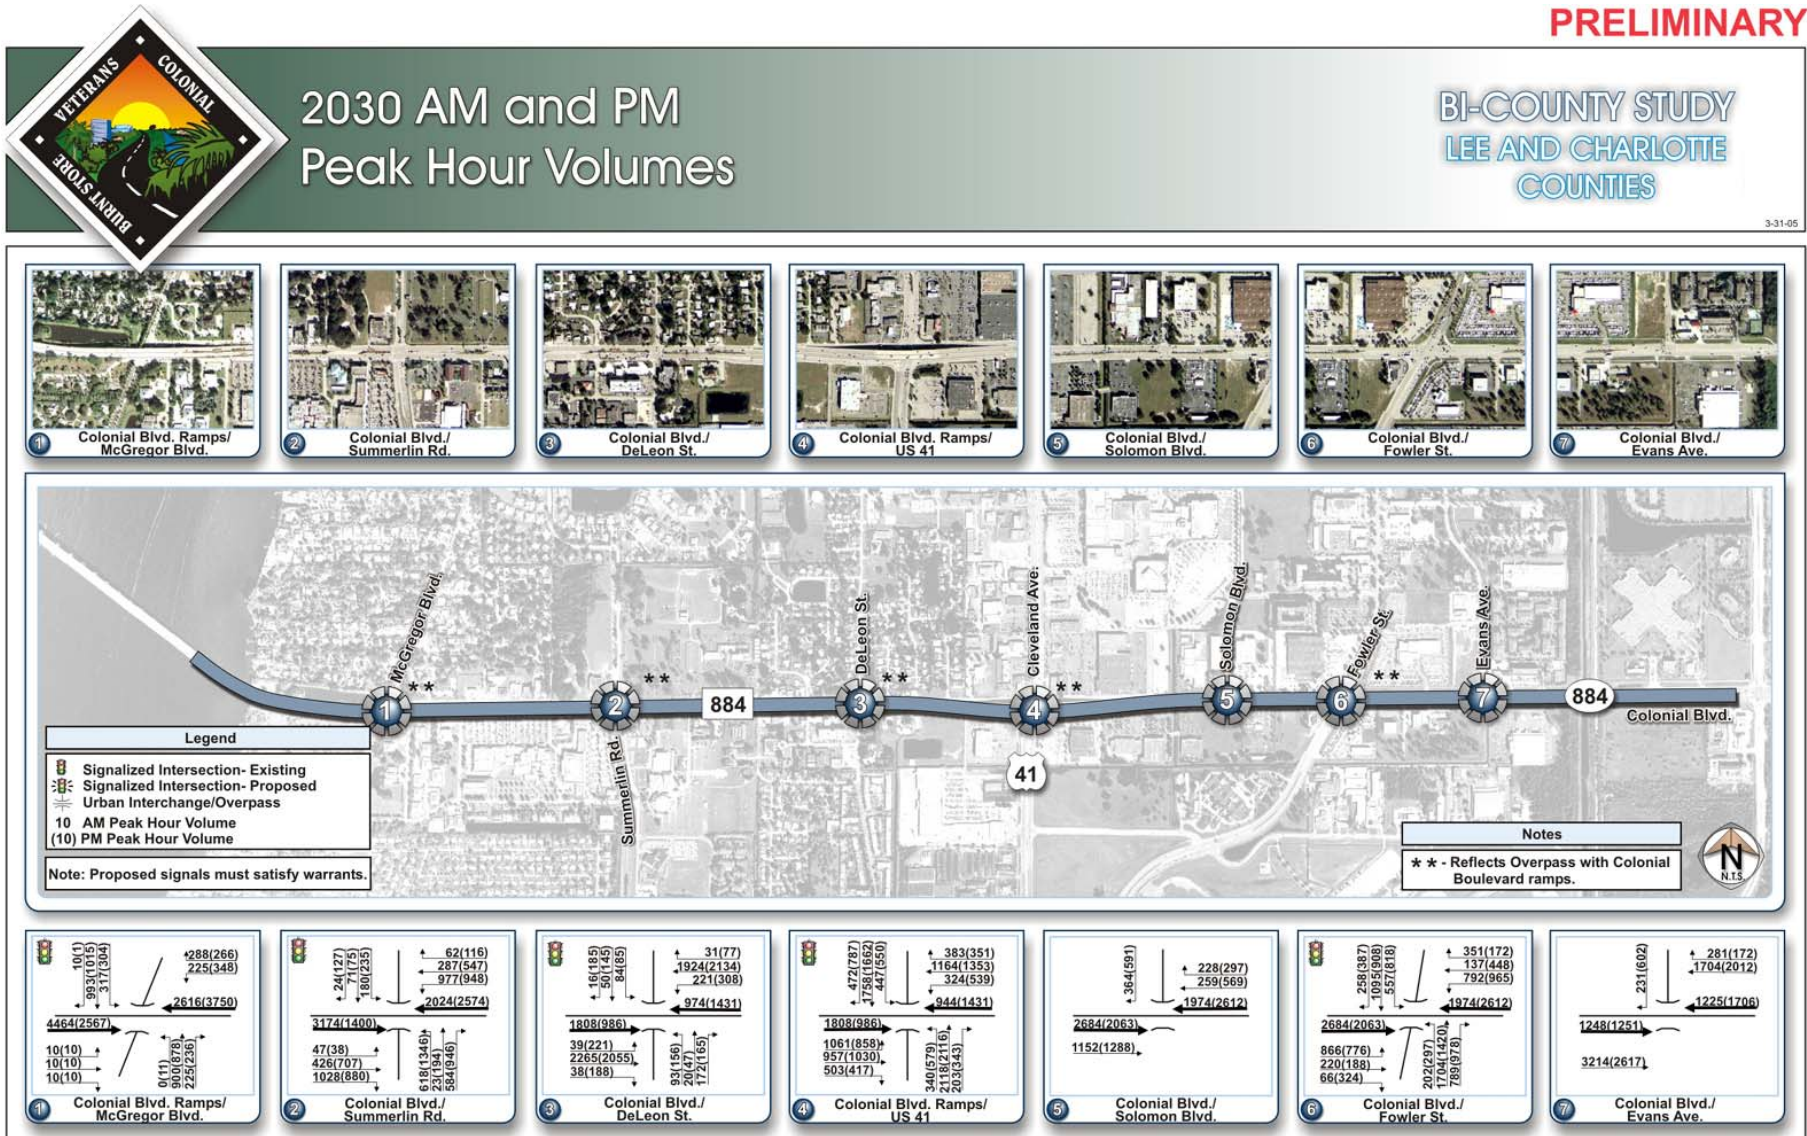 PRELIMINARY
VETERANS
COLONIAL
BURNT STORE
2030 AM and PM
Peak Hour Volumes
BI-COUNTY STUDY
LEE AND CHARLOTTE
COUNTIES
3-31-05
1 Colonial Blvd. Ramps/
McGregor Blvd.
2 Colonial Blvd./
Summerlin Rd.
3 Colonial Blvd./
DeLeon St.
4 Colonial Blvd. Ramps/
US 41
5 Colonial Blvd./
Solomon Blvd.
6 Colonial Blvd./
Fowler St.
7 Colonial Blvd./
Evans Ave.
McGregor Blvd.
Summerlin Rd.
DeLeon St.
Cleveland Ave.
Solomon Blvd.
Fowler St.
Evans Ave.
1 * *
2 * *
884
3 * *
4 * *
5
6 * *
7
884
Colonial Blvd.
41
Legend
Signalized Intersection- Existing
Signalized Intersection- Proposed
Urban Interchange/Overpass
10 AM Peak Hour Volume
(10) PM Peak Hour Volume
Note: Proposed signals must satisfy warrants.
Notes
* * - Reflects Overpass with Colonial
Boulevard ramps.
N
N.T.S.
10(1)
993(1015)
317(304)
288(266)
225(348)
2616(3750)
4464(2567)
10(10)
10(10)
10(10)
0(11)
900(878)
225(236)
1 Colonial Blvd. Ramps/
McGregor Blvd.
24(127)
71(75)
180(235)
62(116)
287(547)
977(948)
2024(2574)
3174(1400)
47(38)
426(707)
1028(880)
618(1346)
23(194)
584(946)
2 Colonial Blvd./
Summerlin Rd.
16(185)
50(145)
84(85)
31(77)
1924(2134)
221(308)
974(1431)
1808(986)
39(221)
2265(2055)
38(188)
93(156)
20(47)
172(165)
3 Colonial Blvd./
DeLeon St.
472(787)
1758(1662)
447(550)
383(351)
1164(1353)
324(539)
944(1431)
1808(986)
1061(858)
957(1030)
503(417)
340(579)
2118(2116)
203(343)
4 Colonial Blvd. Ramps/
US 41
364(591)
228(297)
259(569)
1974(2612)
2684(2063)
1152(1288)
5 Colonial Blvd./
Solomon Blvd.
258(387)
1095(908)
557(818)
351(172)
137(448)
792(965)
1974(2612)
2684(2063)
866(776)
220(188)
66(324)
202(297)
1704(1420)
789(978)
6 Colonial Blvd./
Fowler St.
231(602)
281(172)
1704(2012)
1225(1706)
1248(1251)
3214(2617)
7 Colonial Blvd./
Evans Ave.